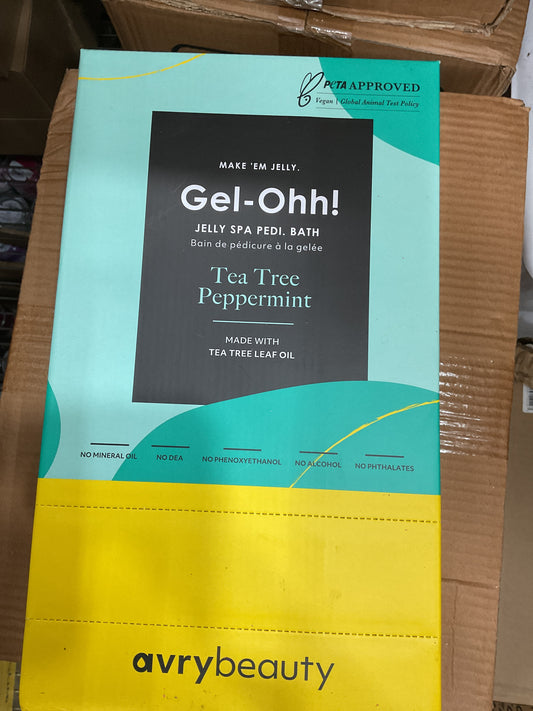 PeTA APPROVED
Vegan | Global Animal Test Policy
MAKE 'EM JELLY.
Gel-Ohh!
JELLY SPA PEDI. BATH
Bain de pédicure à la gelée
Tea Tree
Peppermint
MADE WITH
TEA TREE LEAF OIL
NO MINERAL OIL NO DEA NO PHENOXYETHANOL NO ALCOHOL NO PHTHALATES
avrybeauty